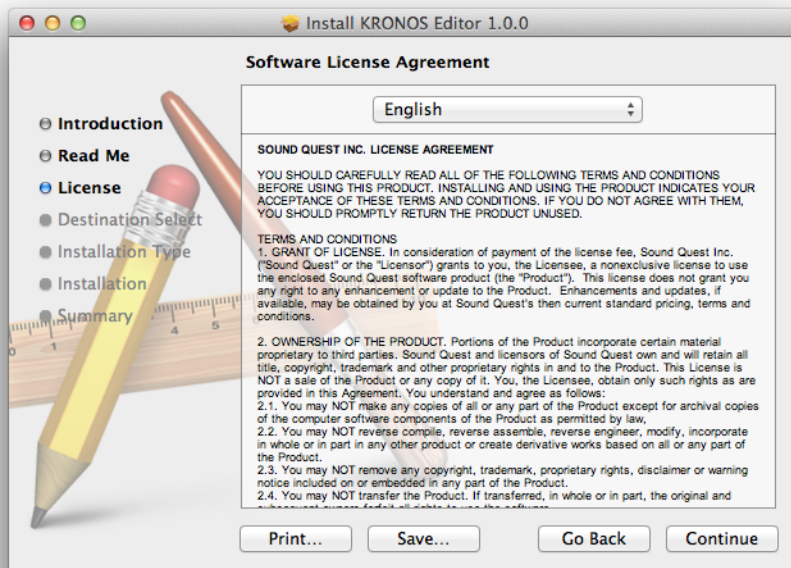 Install KRONOS Editor 1.0.0
Software License Agreement
Introduction
Read Me
License
Destination Select
Installation Type
Installation
Summary
English
SOUND QUEST INC. LICENSE AGREEMENT
YOU SHOULD CAREFULLY READ ALL OF THE FOLLOWING TERMS AND CONDITIONS
BEFORE USING THIS PRODUCT. INSTALLING AND USING THE PRODUCT INDICATES YOUR
ACCEPTANCE OF THESE TERMS AND CONDITIONS. IF YOU DO NOT AGREE WITH THEM,
YOU SHOULD PROMPTLY RETURN THE PRODUCT UNUSED.
TERMS AND CONDITIONS
1. GRANT OF LICENSE. In consideration of payment of the license fee, Sound Quest Inc.
("Sound Quest" or the "Licensor") grants to you, the Licensee, a nonexclusive license to use
the enclosed Sound Quest software product (the "Product"). This license does not grant you
any right to any enhancement or update to the Product. Enhancements and updates, if
available, may be obtained by you at Sound Quest's then current standard pricing, terms and
conditions.
2. OWNERSHIP OF THE PRODUCT. Portions of the Product incorporate certain material
proprietary to third parties. Sound Quest and licensors of Sound Quest own and will retain all
title, copyright, trademark and other proprietary rights in and to the Product. This License is
NOT a sale of the Product or any copy of it. You, the Licensee, obtain only such rights as are
provided in this Agreement. You understand and agree as follows:
2.1. You may NOT make any copies of all or any part of the Product except for archival copies
of the computer software components of the Product as permitted by law,
2.2. You may NOT reverse compile, reverse assemble, reverse engineer, modify, incorporate
in whole or in part in any other product or create derivative works based on all or any part of
the Product.
2.3. You may NOT remove any copyright, trademark, proprietary rights, disclaimer or warning
notice included on or embedded in any part of the Product.
2.4. You may NOT transfer the Product. If transferred, in whole or in part, the original and
0 1 4 5
Print...
Save...
Go Back
Continue